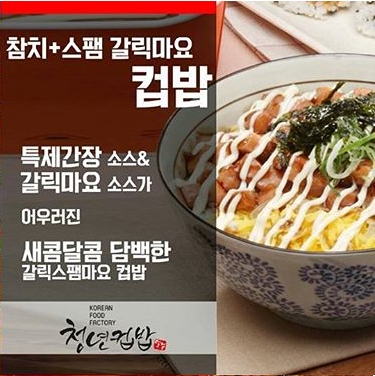 참치+스팸 갈릭마요
컵밥
특제간장 소스&
갈릭마요 소스가
어우러진
새콤달콤 담백한
갈릭스팸마요 컵밥
KOREAN
FOOD
FACTORY
청년컵밥